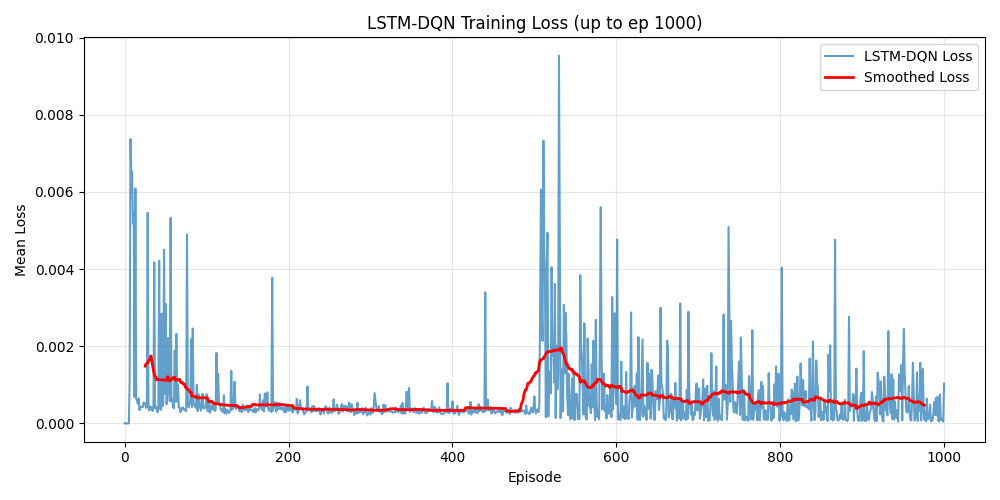 LSTM-DQN Training Loss (up to ep 1000)
LSTM-DQN Loss
Smoothed Loss
Mean Loss
0.010
0.008
0.006
0.004
0.002
0.000
0
200
400
600
800
1000
Episode